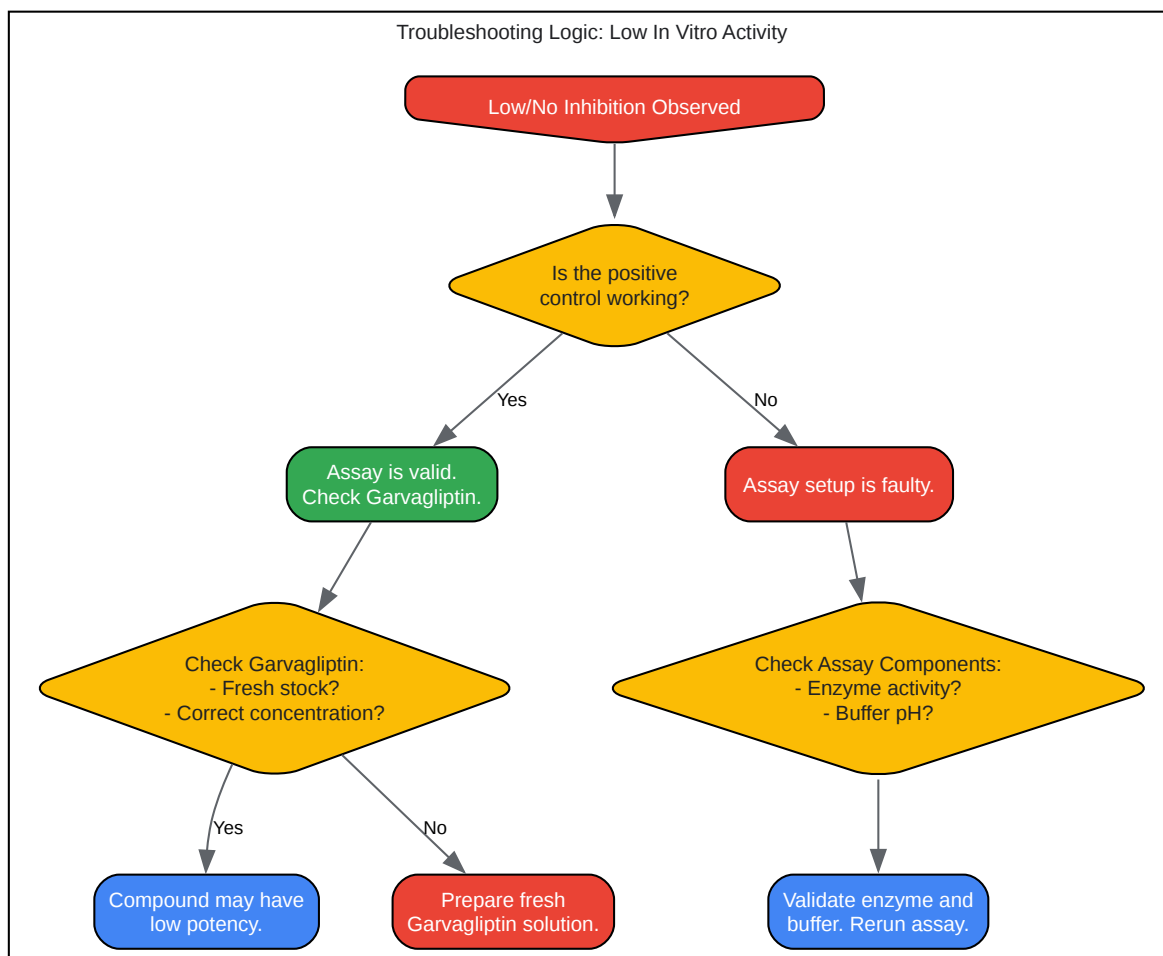 Troubleshooting Logic: Low In Vitro Activity
Low/No Inhibition Observed
Is the positive
control working?
Yes
No
Assay is valid.
Check Garvagliptin.
Assay setup is faulty.
Check Garvagliptin:
- Fresh stock?
- Correct concentration?
Check Assay Components:
- Enzyme activity?
- Buffer pH?
Yes
No
Compound may have
low potency.
Prepare fresh
Garvagliptin solution.
Validate enzyme and
buffer. Rerun assay.